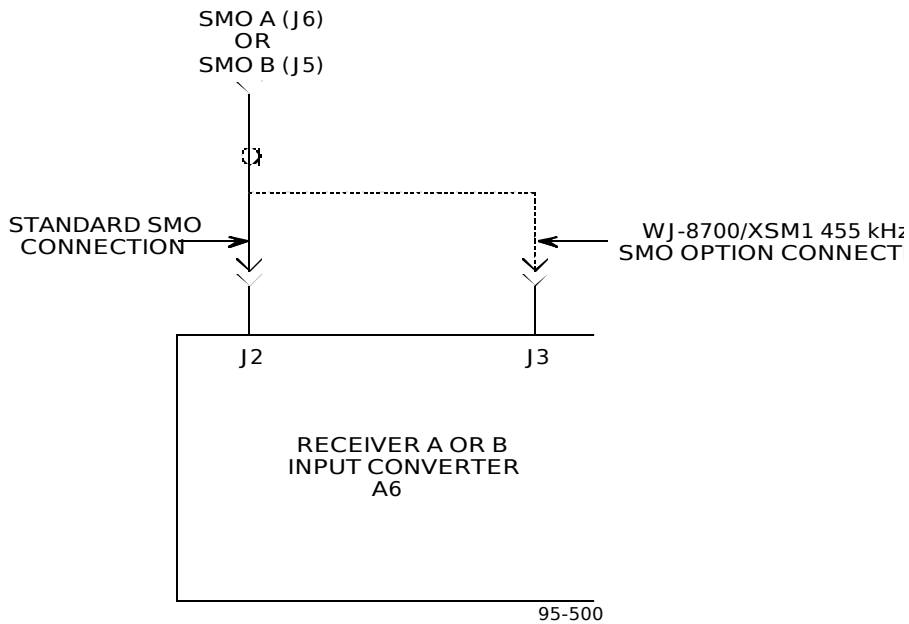 SMO A (J6)
OR
SMO B (J5)
STANDARD SMO
CONNECTION
WJ-8700/XSM1 455 kHz
SMO OPTION
J2
J3
RECEIVER A OR B
INPUT CONVERTER
A6
95-500